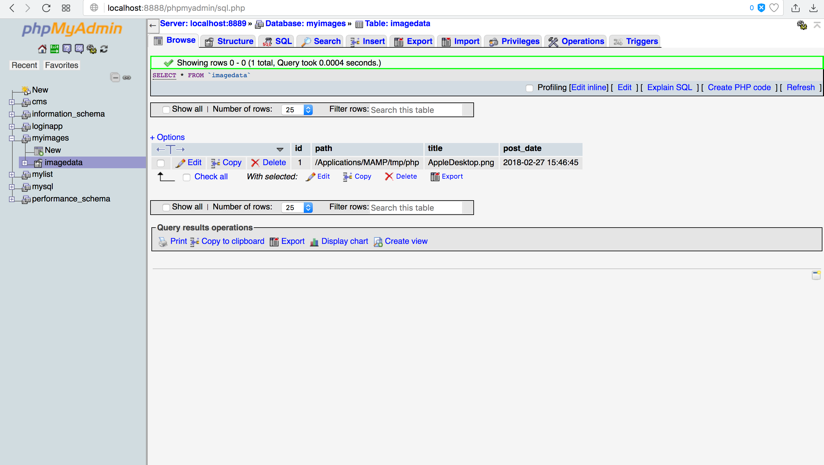 localhost:8888/phpmyadmin/sql.php
0
phpMyAdmin
Recent Favorites
New
cms
information_schema
loginapp
myimages
New
imagedata
mylist
mysql
performance_schema
Server: localhost:8889 » Database: myimages » Table: imagedata
Browse Structure SQL Search Insert Export Import Privileges Operations Triggers
Showing rows 0 - 0 (1 total, Query took 0.0004 seconds.)
SELECT * FROM `imagedata`
Profiling [Edit inline] [ Edit ] [ Explain SQL ] [ Create PHP code ] [ Refresh ]
Show all | Number of rows: 25 Filter rows: Search this table
+ Options
←T→ id path title post_date
Edit Copy Delete 1 /Applications/MAMP/tmp/php AppleDesktop.png 2018-02-27 15:46:45
Check all With selected: Edit Copy Delete Export
Show all | Number of rows: 25 Filter rows: Search this table
Query results operations
Print Copy to clipboard Export Display chart Create view